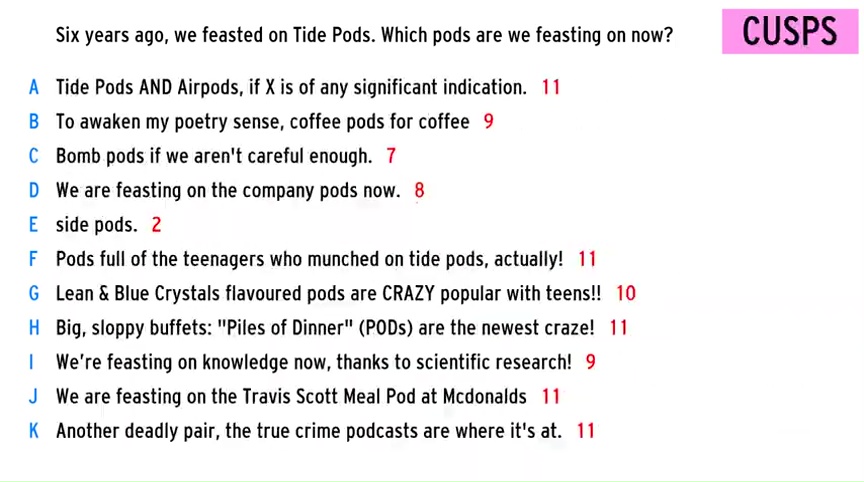 Six years ago, we feasted on Tide Pods. Which pods are we feasting on now?
CUSPS
A Tide Pods AND Airpods, if X is of any significant indication. 11
B To awaken my poetry sense, coffee pods for coffee 9
C Bomb pods if we aren't careful enough. 7
D We are feasting on the company pods now. 8
E side pods. 2
F Pods full of the teenagers who munched on tide pods, actually! 11
G Lean & Blue Crystals flavoured pods are CRAZY popular with teens!! 10
H Big, sloppy buffets: "Piles of Dinner" (PODs) are the newest craze! 11
I We're feasting on knowledge now, thanks to scientific research! 9
J We are feasting on the Travis Scott Meal Pod at Mcdonalds 11
K Another deadly pair, the true crime podcasts are where it's at. 11